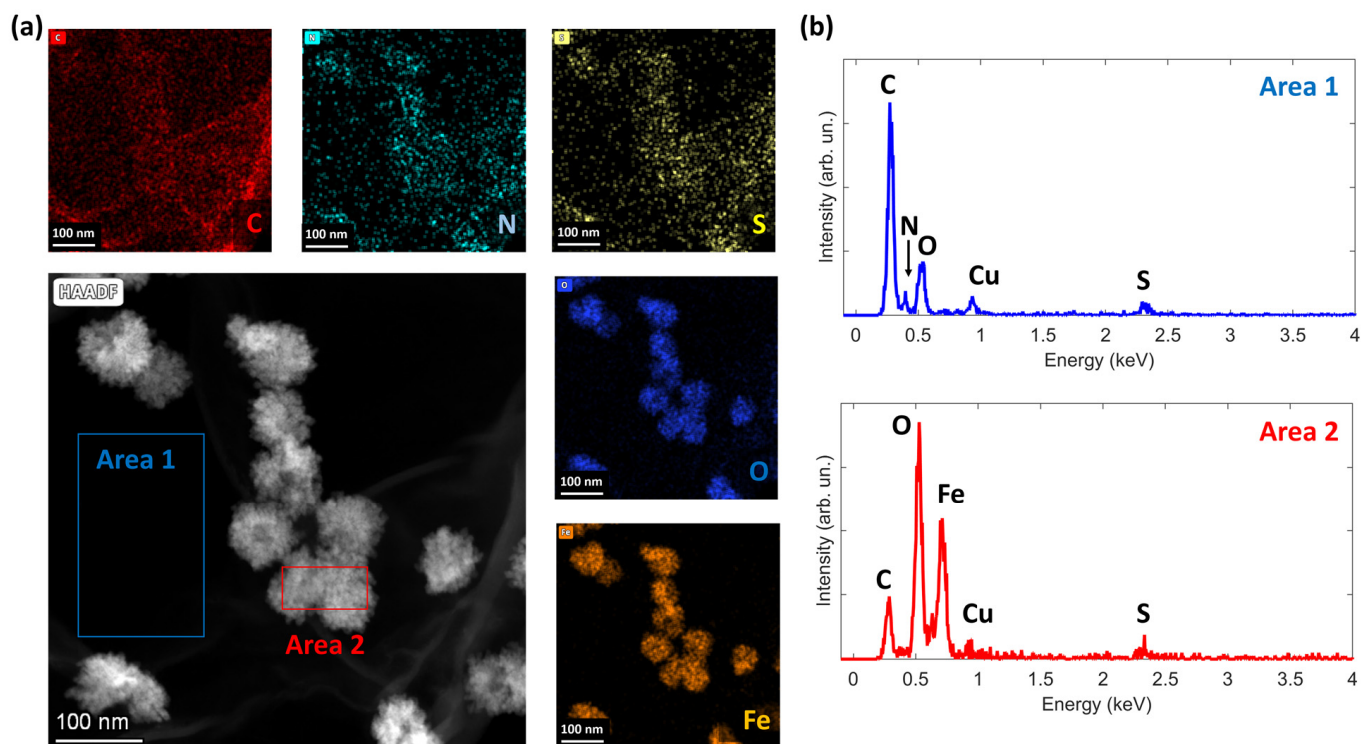 (a)
C
C
100 nm
N
N
100 nm
S
S
100 nm
HAADF
Area 1
Area 2
100 nm
O
O
100 nm
Fe
Fe
100 nm
(b)
Area 1
Intensity (arb. un.)
C
N
O
Cu
S
0
0.5
1
1.5
2
2.5
3
3.5
4
Energy (keV)
Area 2
Intensity (arb. un.)
C
O
Fe
Cu
S
0
0.5
1
1.5
2
2.5
3
3.5
4
Energy (keV)